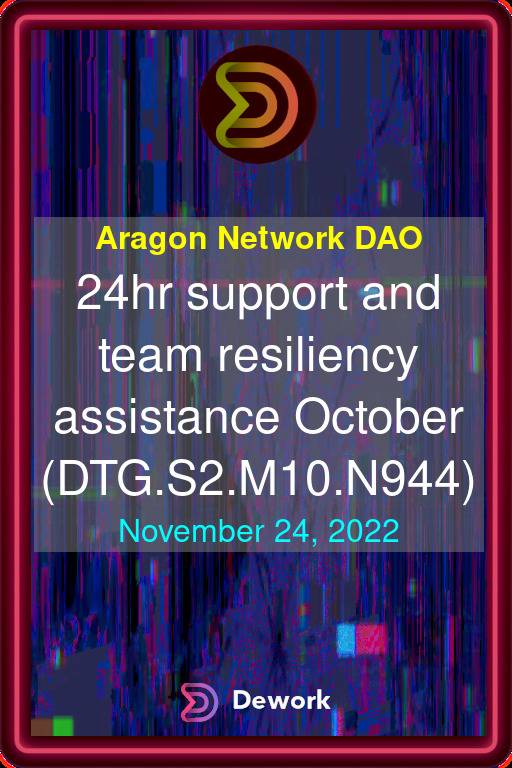 Aragon Network DAO
24hr support and
team resiliency
assistance October
(DTG.S2.M10.N944)
November 24, 2022
Dework